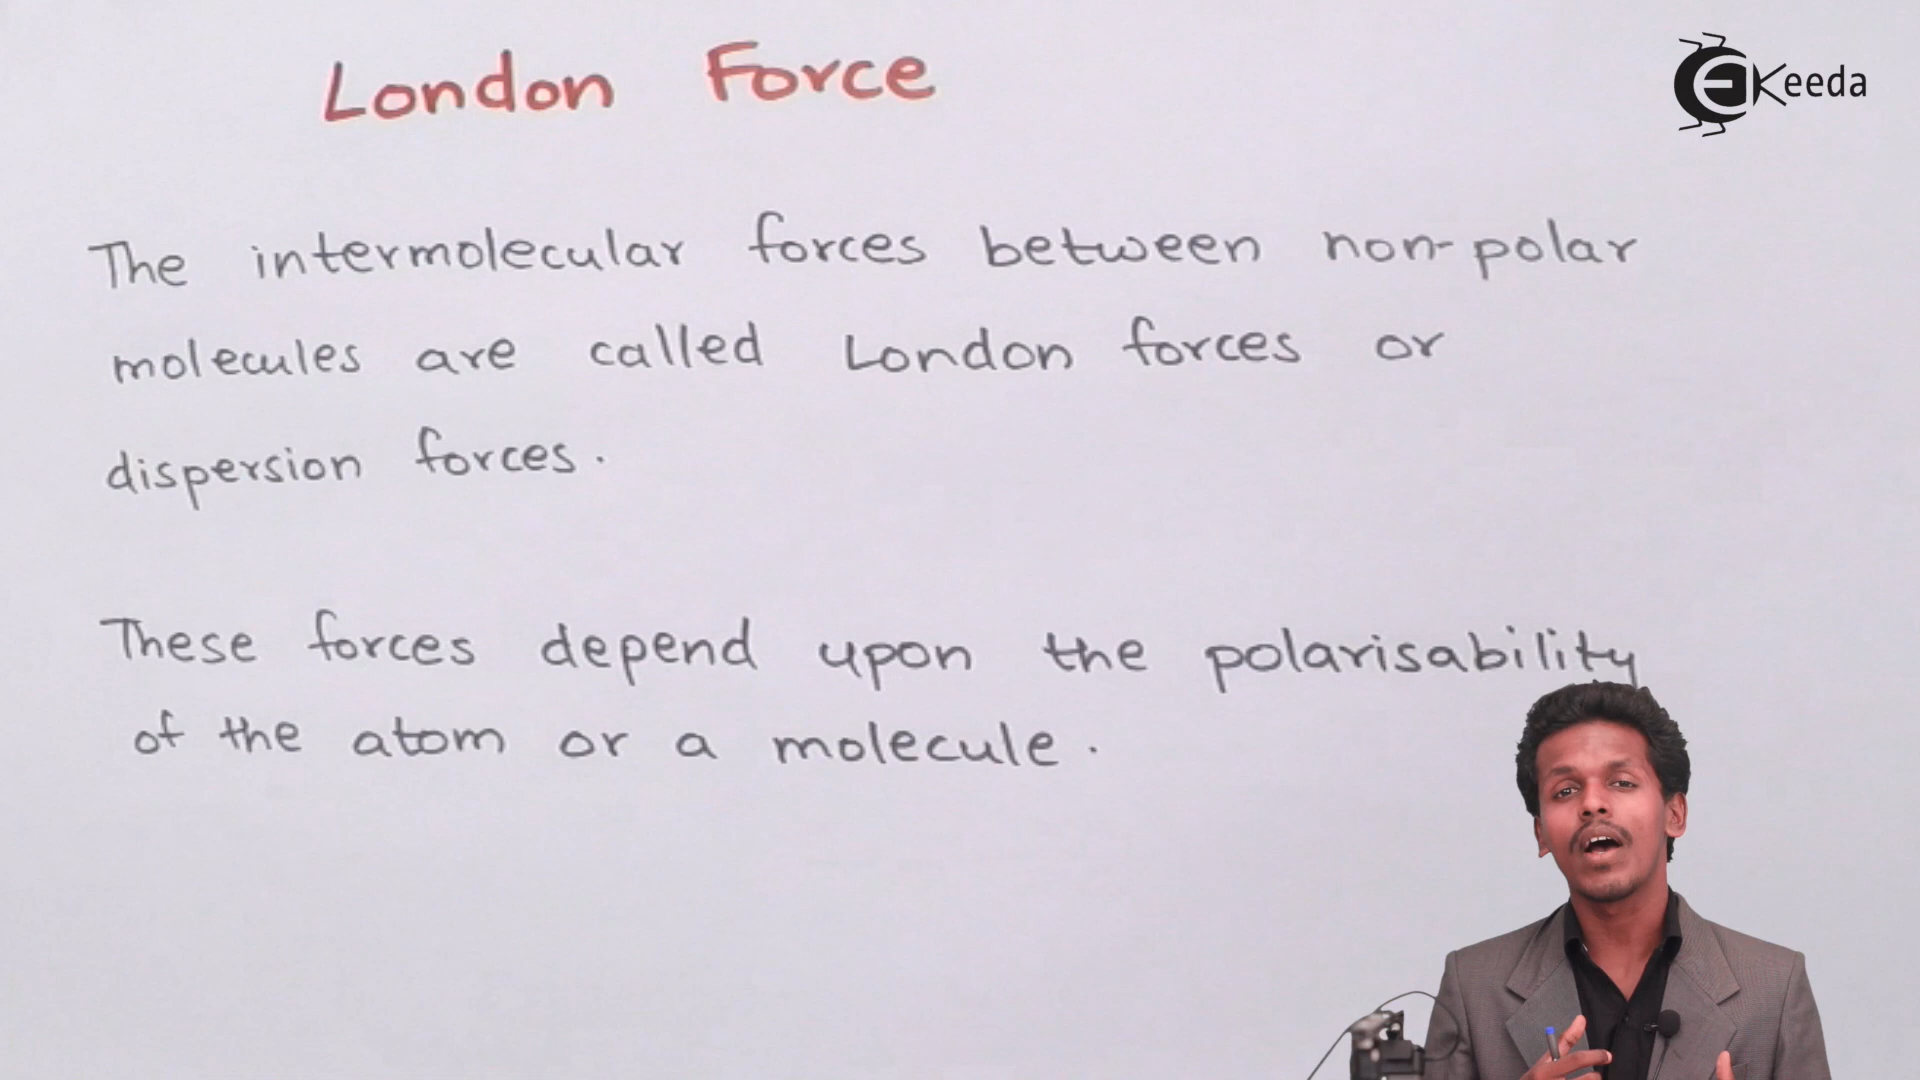 London Force
EKeeda
The intermolecular forces between non-polar
molecules are called London forces or
dispersion forces.
These forces depend upon the polarisability
of the atom or a molecule.